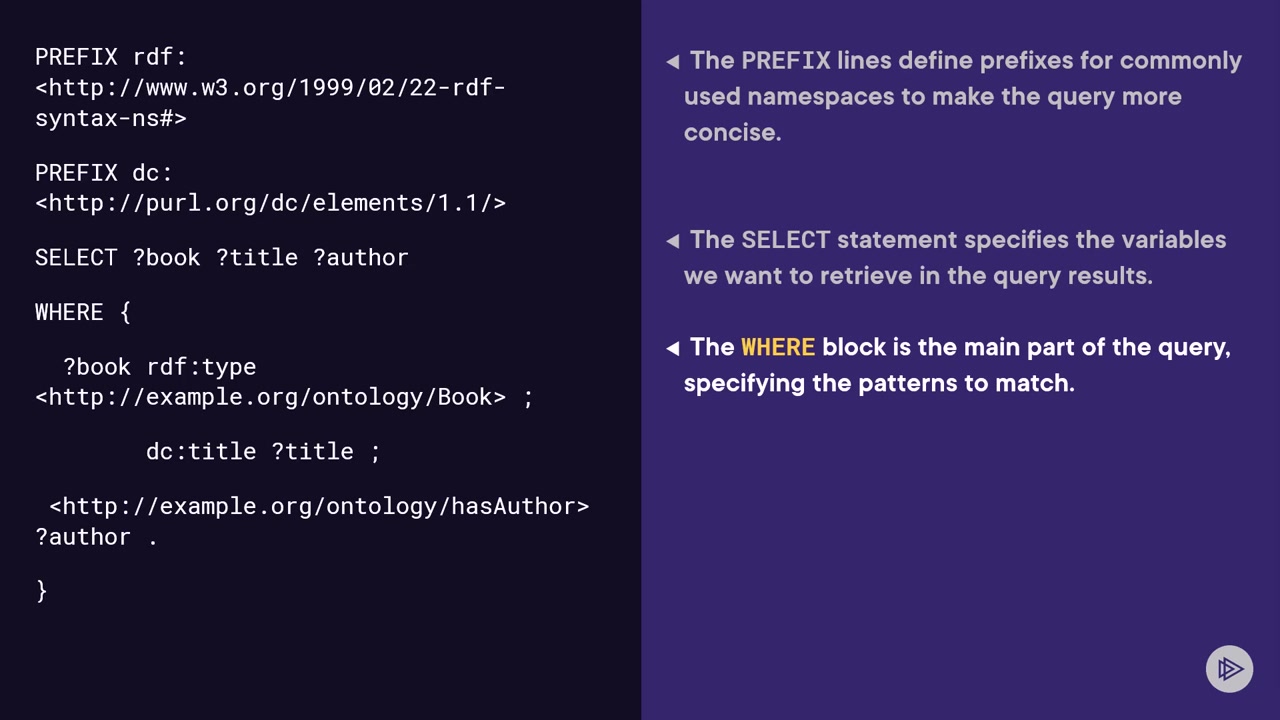 PREFIX rdf:
<http://www.w3.org/1999/02/22-rdf-
syntax-ns#>
PREFIX dc:
<http://purl.org/dc/elements/1.1/>
SELECT ?book ?title ?author
WHERE {
?book rdf:type
<http://example.org/ontology/Book> ;
dc:title ?title ;
<http://example.org/ontology/hasAuthor>
?author .
}
◄ The PREFIX lines define prefixes for commonly
used namespaces to make the query more
concise.
◄ The SELECT statement specifies the variables
we want to retrieve in the query results.
◄ The WHERE block is the main part of the query,
specifying the patterns to match.